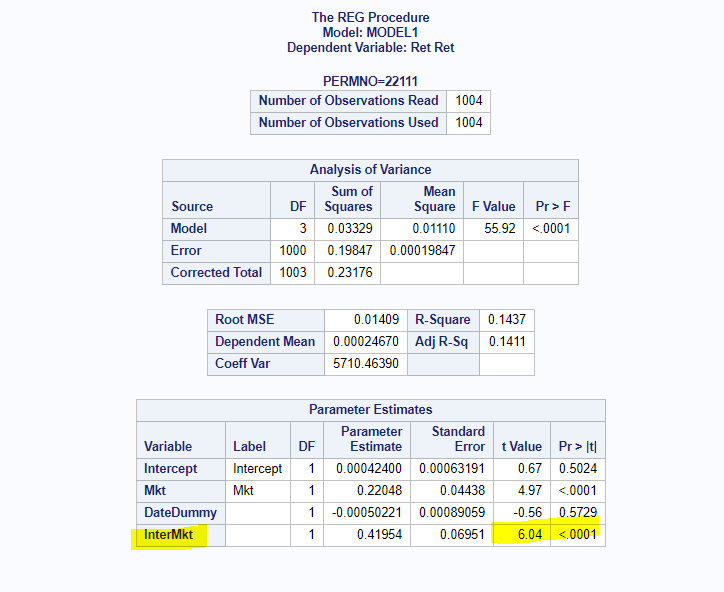 The REG Procedure
Model: MODEL1
Dependent Variable: Ret Ret
PERMNO=22111
Number of Observations Read 1004
Number of Observations Used 1004
Analysis of Variance
Source DF Sum of Squares Mean Square F Value Pr > F
Model 3 0.03329 0.01110 55.92 <.0001
Error 1000 0.19847 0.00019847
Corrected Total 1003 0.23176
Root MSE 0.01409 R-Square 0.1437
Dependent Mean 0.00024670 Adj R-Sq 0.1411
Coeff Var 5710.46390
Parameter Estimates
Variable Label DF Parameter Estimate Standard Error t Value Pr > |t|
Intercept Intercept 1 0.00042400 0.00063191 0.67 0.5024
Mkt Mkt 1 0.22048 0.04438 4.97 <.0001
DateDummy 1 -0.00050221 0.00089059 -0.56 0.5729
InterMkt 1 0.41954 0.06951 6.04 <.0001